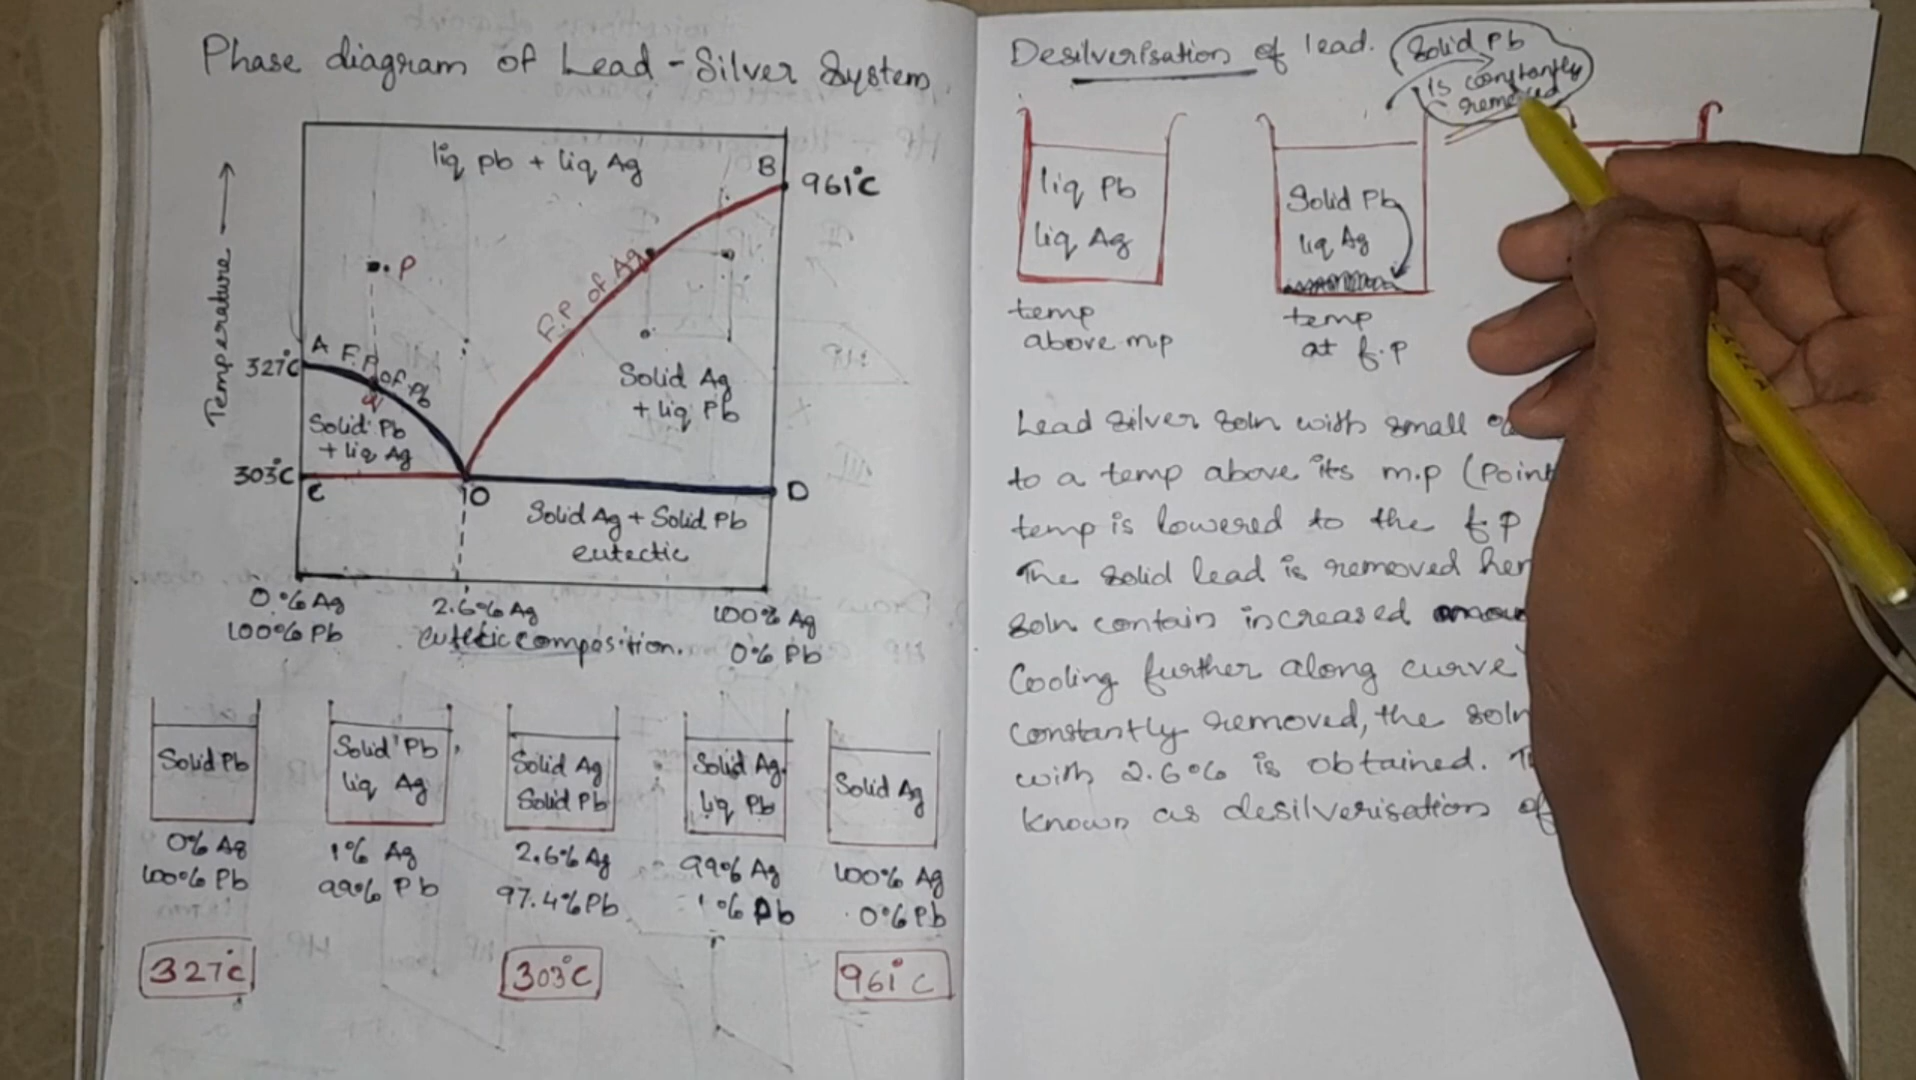 Phase diagram of Lead - Silver System
liq Pb + liq Ag
B
961°C
P
F.P of Ag
Temperature
A
F.P of Pb
327°C
Solid Ag
+ liq Pb
Solid Pb
+ liq Ag
303°C
C
O
D
Solid Ag + Solid Pb
eutectic
0% Ag
100% Pb
2.6% Ag
eutectic composition.
100% Ag
0% Pb
Solid Pb
0% Ag
100% Pb
327°C
Solid Pb
liq Ag
1% Ag
99% Pb
Solid Ag
Solid Pb
2.6% Ag
97.4% Pb
303°C
Solid Ag
liq Pb
99% Ag
1% Pb
Solid Ag
100% Ag
0% Pb
961°C
Desilverisation of lead.
Solid Pb
is constantly
removed
liq Pb
liq Ag
temp
above m.p
Solid Pb
liq Ag
temp
at f.p
Lead silver soln with small
to a temp above its m.p (Point
temp is lowered to the f p
The solid lead is removed
soln contain increased
Cooling further along curve
constantly removed, the soln
with 2.6% is obtained.
known as desilverisation of